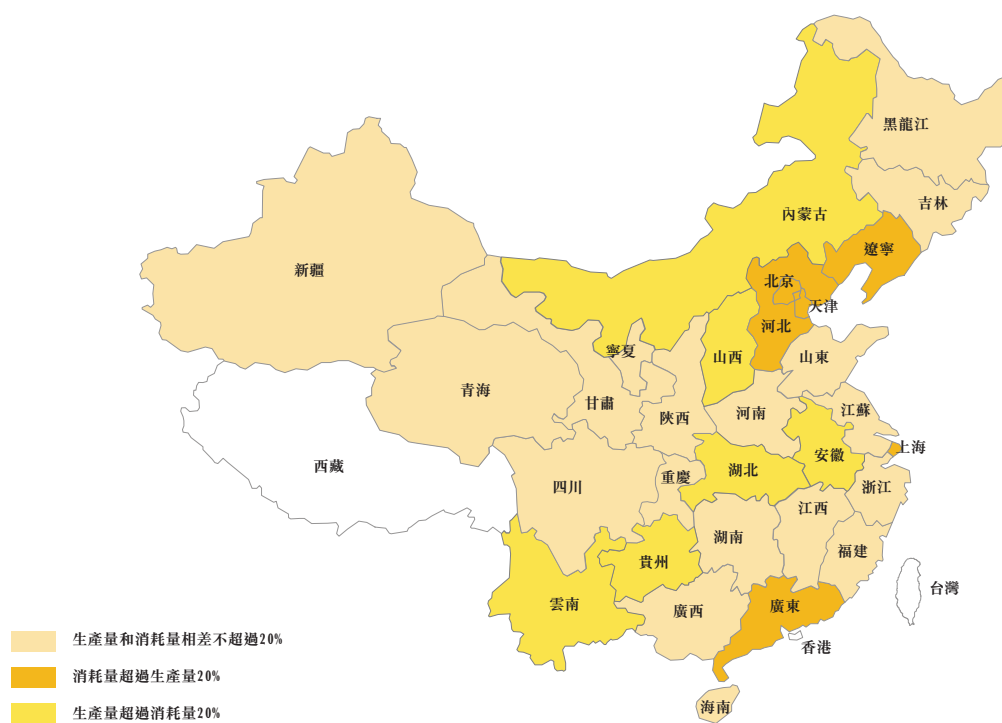 黑龍江
吉林
內蒙古
遼寧
新疆
北京
天津
河北
寧夏
山西
山東
青海
甘肅
陝西
河南
江蘇
上海
西藏
四川
重慶
湖北
安徽
浙江
江西
湖南
福建
貴州
台灣
雲南
廣西
廣東
香港
海南
生產量和消耗量相差不超過20%
消耗量超過生產量20%
生產量超過消耗量20%